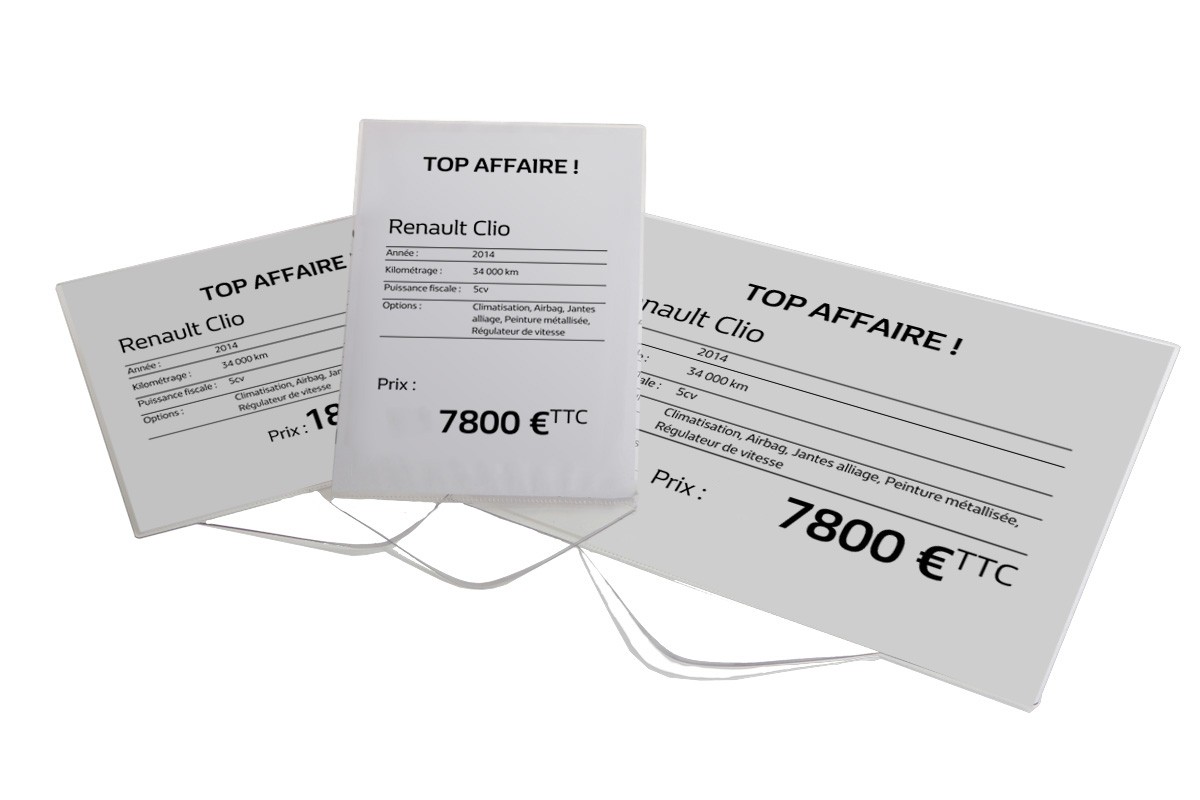 TOP AFFAIRE
Renault Clio
Année : 2014
Kilométrage : 34 000 km
Puissance fiscale : 5cv
Options : Climatisation, Airbag,
Régulateur de vitesse
Prix :
TOP AFFAIRE !
Renault Clio
Année : 2014
Kilométrage : 34 000 km
Puissance fiscale : 5cv
Options : Climatisation, Airbag, Jantes
alliage, Peinture métallisée,
Régulateur de vitesse
Prix :
7800 € TTC
TOP AFFAIRE !
Clio
2014
34 000 km
5cv
Climatisation, Airbag, Jantes alliage, Peinture métallisée,
Régulateur de vitesse
Prix :
7800 € TTC